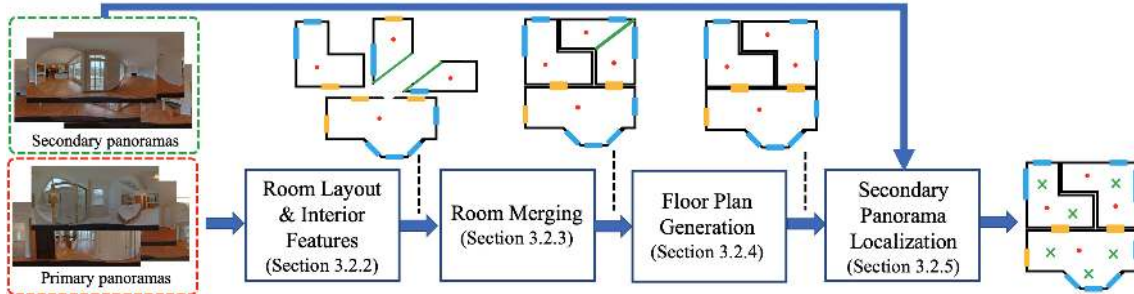 Secondary panoramas
Primary panoramas
Room Layout
& Interior
Features
(Section 3.2.2)
Room Merging
(Section 3.2.3)
Floor Plan
Generation
(Section 3.2.4)
Secondary
Panorama
Localization
(Section 3.2.5)